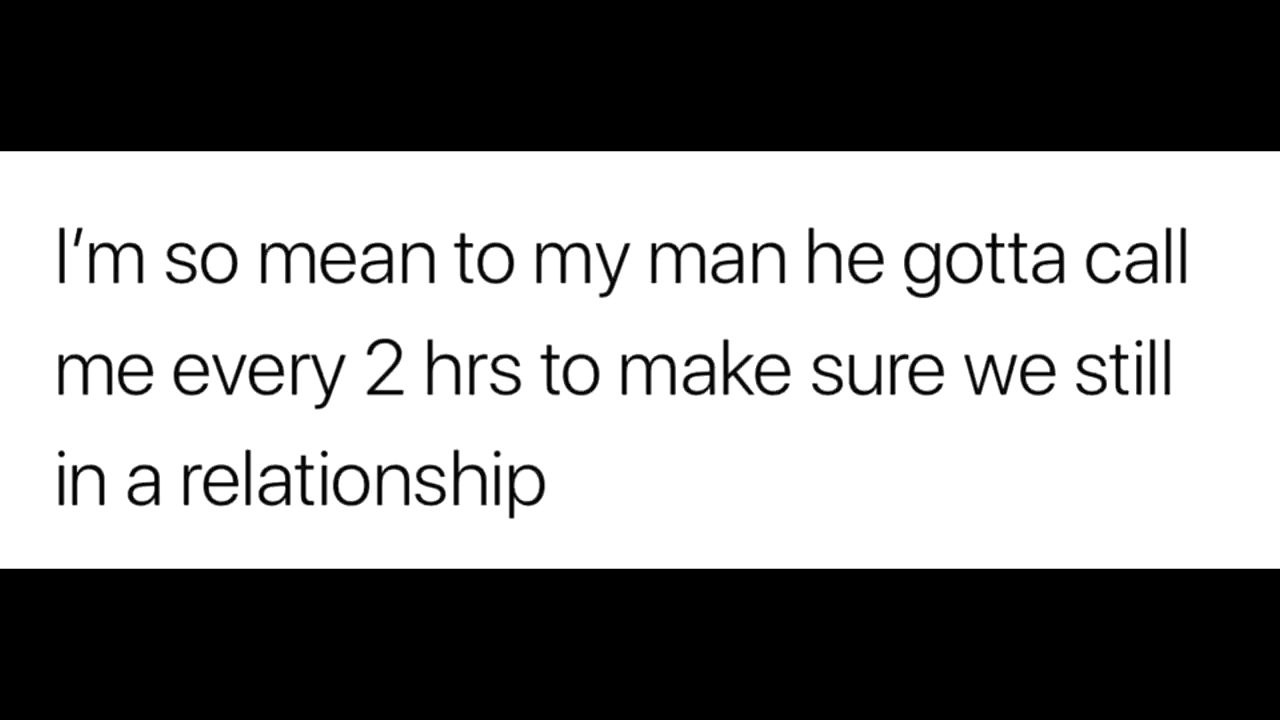 I'm so mean to my man he gotta call
me every 2 hrs to make sure we still
in a relationship